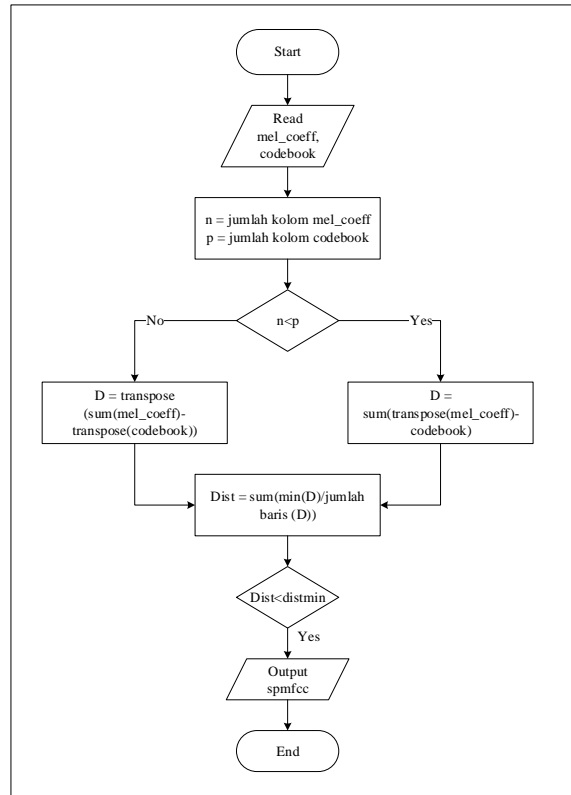 Start
Read
mel_coeff,
codebook
n = jumlah kolom mel_coeff
p = jumlah kolom codebook
n<p
No
Yes
D = transpose
(sum(mel_coeff)-
transpose(codebook))
D =
sum(transpose(mel_coeff)-
codebook)
Dist = sum(min(D)/jumlah
baris (D))
Dist<distmin
Yes
Output
spmfcc
End